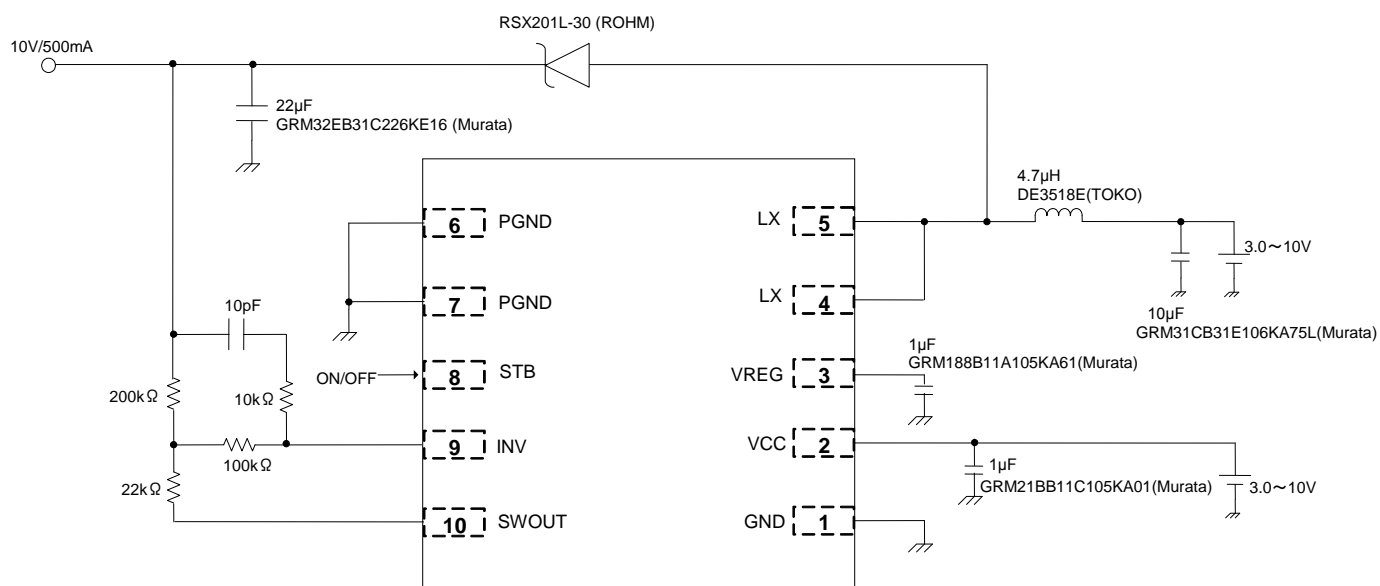 RSX201L-30 (ROHM)
10V/500mA
22µF
GRM32EB31C226KE16 (Murata)
4.7µH
DE3518E(TOKO)
6 PGND
LX 5
3.0~10V
10pF
7 PGND
LX 4
10µF
GRM31CB31E106KA75L(Murata)
1µF
GRM188B11A105KA61(Murata)
ON/OFF
8 STB
VREG 3
200kΩ
10kΩ
9 INV
VCC 2
100kΩ
1µF
GRM21BB11C105KA01(Murata)
3.0~10V
22kΩ
10 SWOUT
GND 1